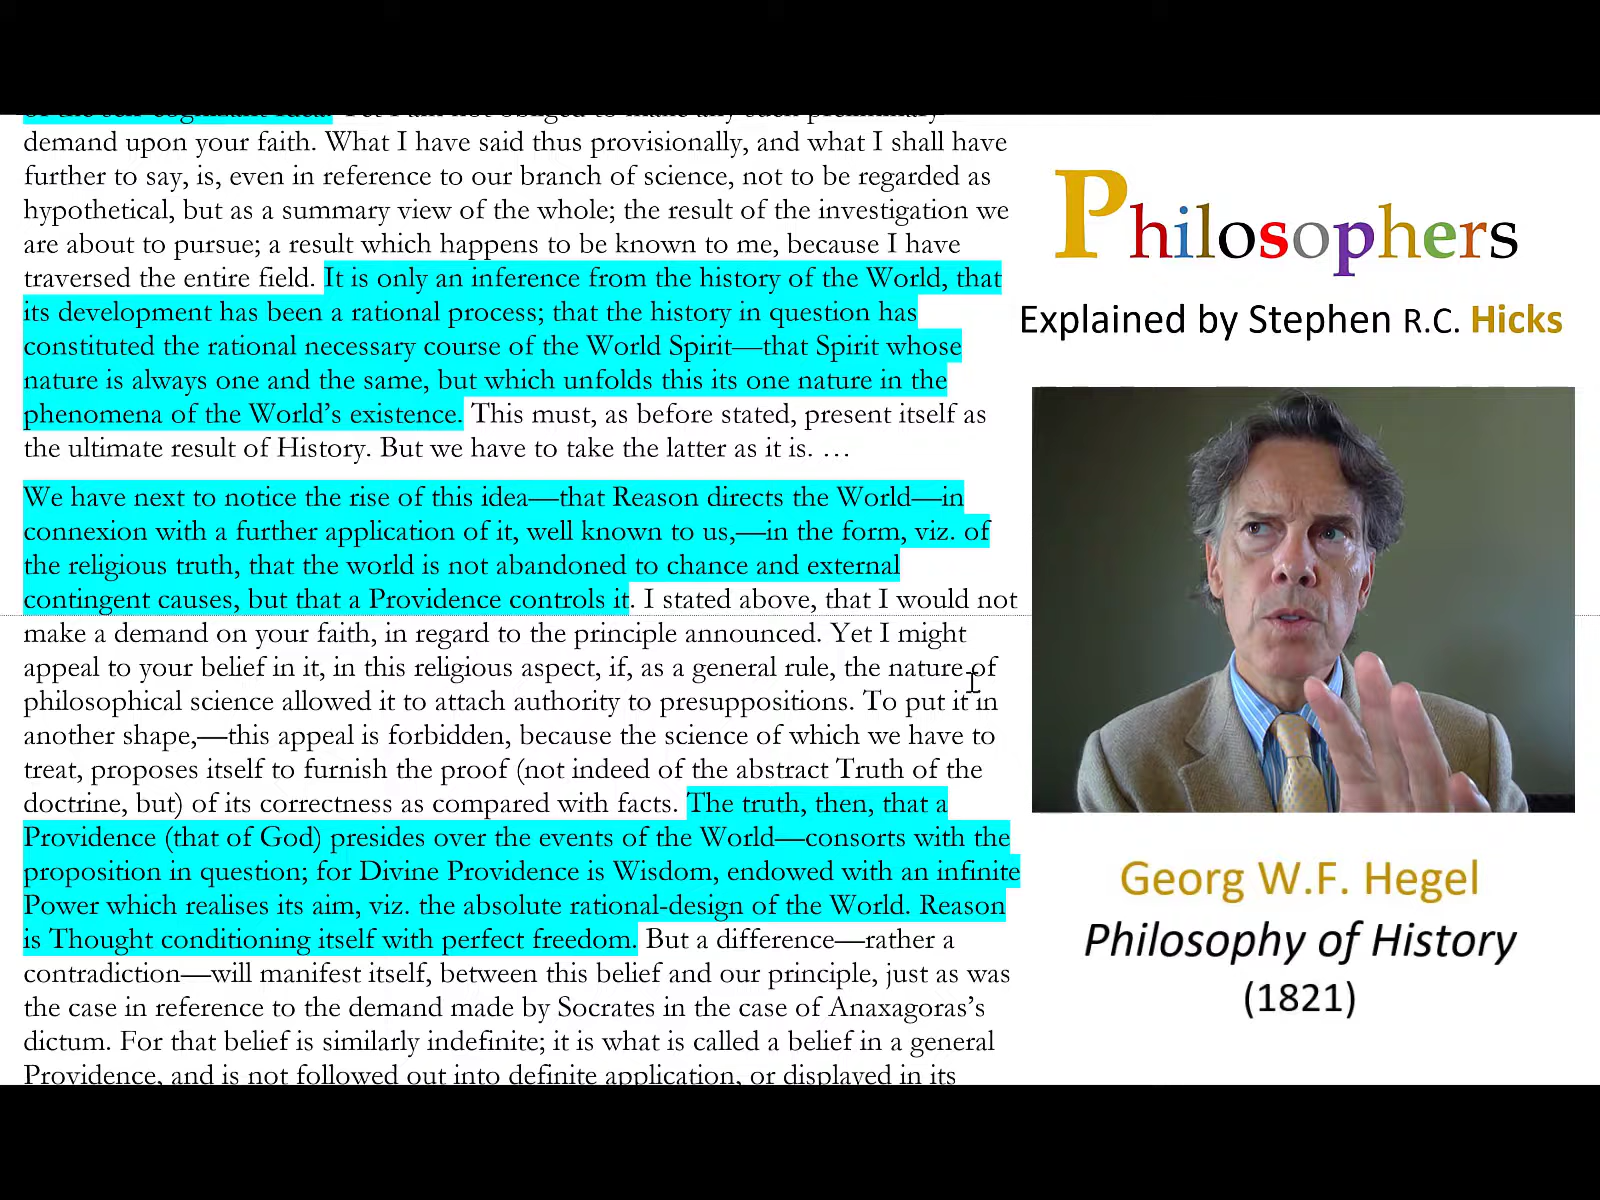 of the self-cognisant Idea. Yet I am not obliged to make any such preliminary
demand upon your faith. What I have said thus provisionally, and what I shall have
further to say, is, even in reference to our branch of science, not to be regarded as
hypothetical, but as a summary view of the whole; the result of the investigation we
are about to pursue; a result which happens to be known to me, because I have
traversed the entire field. It is only an inference from the history of the World, that
its development has been a rational process; that the history in question has
constituted the rational necessary course of the World Spirit—that Spirit whose
nature is always one and the same, but which unfolds this its one nature in the
phenomena of the World’s existence. This must, as before stated, present itself as
the ultimate result of History. But we have to take the latter as it is. …
We have next to notice the rise of this idea—that Reason directs the World—in
connexion with a further application of it, well known to us,—in the form, viz. of
the religious truth, that the world is not abandoned to chance and external
contingent causes, but that a Providence controls it. I stated above, that I would not
make a demand on your faith, in regard to the principle announced. Yet I might
appeal to your belief in it, in this religious aspect, if, as a general rule, the nature of
philosophical science allowed it to attach authority to presuppositions. To put it in
another shape,—this appeal is forbidden, because the science of which we have to
treat, proposes itself to furnish the proof (not indeed of the abstract Truth of the
doctrine, but) of its correctness as compared with facts. The truth, then, that a
Providence (that of God) presides over the events of the World—consorts with the
proposition in question; for Divine Providence is Wisdom, endowed with an infinite
Power which realises its aim, viz. the absolute rational-design of the World. Reason
is Thought conditioning itself with perfect freedom. But a difference—rather a
contradiction—will manifest itself, between this belief and our principle, just as was
the case in reference to the demand made by Socrates in the case of Anaxagoras’s
dictum. For that belief is similarly indefinite; it is what is called a belief in a general
Providence, and is not followed out into definite application, or displayed in its
Philosophers
Explained by Stephen R.C. Hicks
Georg W.F. Hegel
Philosophy of History
(1821)